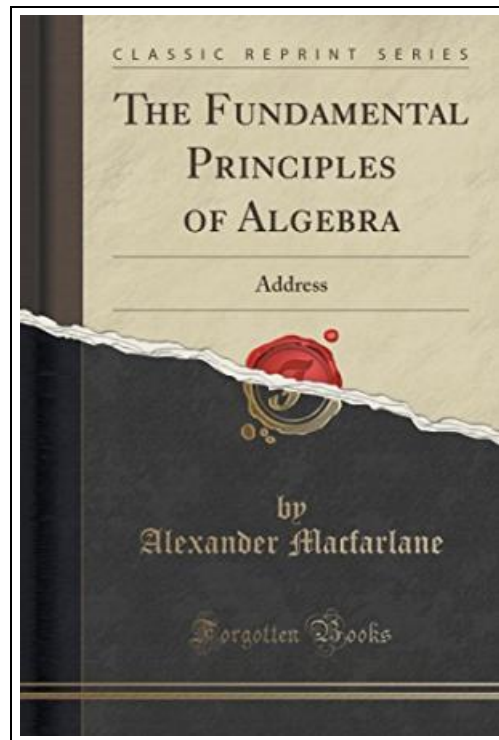 CLASSIC REPRINT SERIES
THE FUNDAMENTAL
PRINCIPLES
OF ALGEBRA
Address
by
Alexander Macfarlane
Forgotten Books